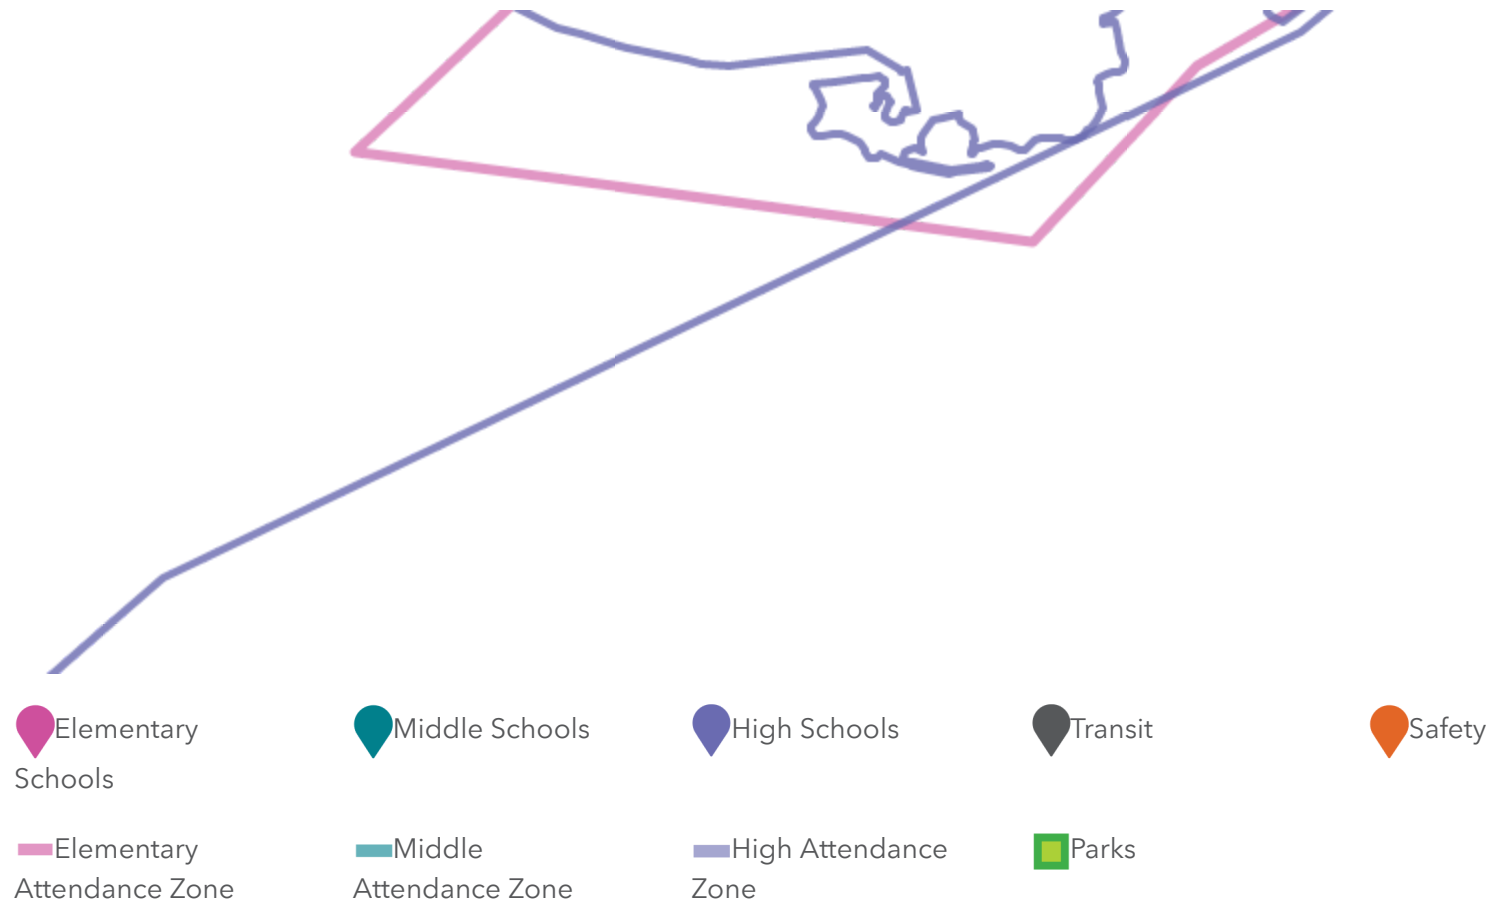 Elementary
Schools
Middle Schools
High Schools
Transit
Safety
Elementary
Attendance Zone
Middle
Attendance Zone
High Attendance
Zone
Parks